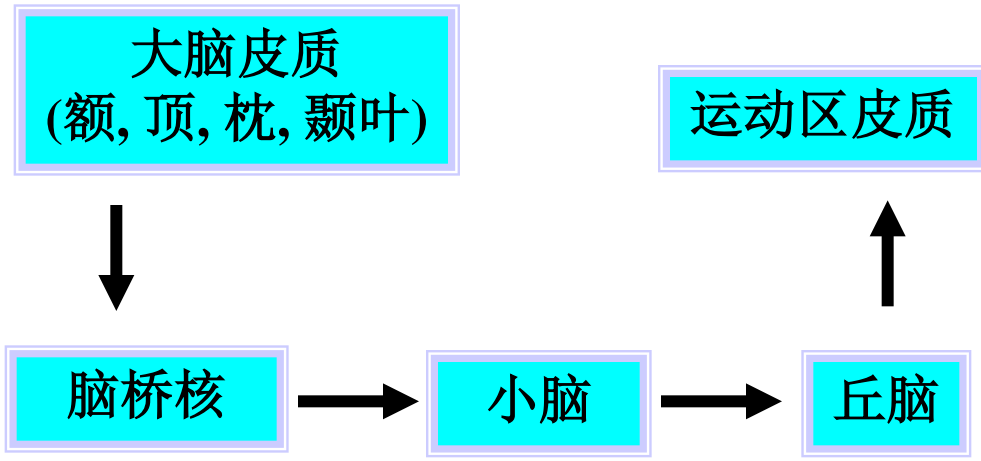 大脑皮质
(额, 顶, 枕, 颞叶)
运动区皮质
脑桥核
小脑
丘脑